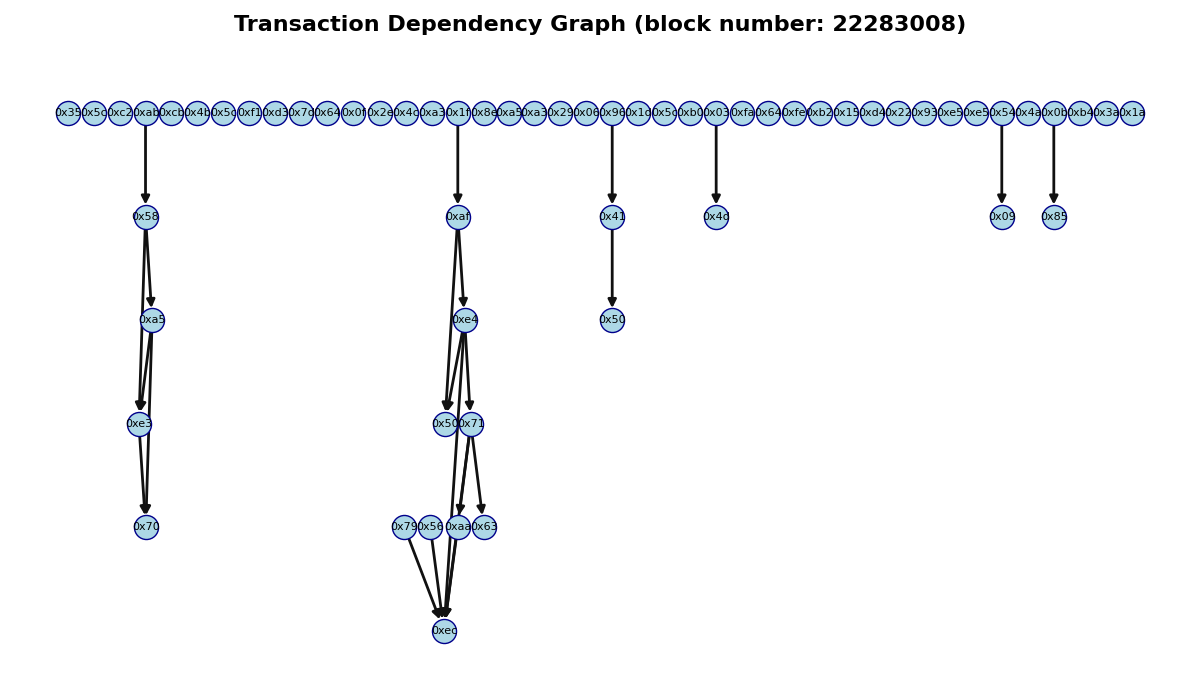 Transaction Dependency Graph (block number: 22283008)
0x35 0x5c 0xc2 0xab 0xcb 0x4b 0x5c 0xf1 0xd3 0x7c 0x64 0x0f 0x2e 0x4c 0xa3 0x1f 0x8e 0xa5 0xa3 0x29 0x06 0x96 0x1d 0x5c 0xb0 0x03 0xfa 0x64 0xfe 0xb2 0x15 0xd4 0x22 0x93 0xe5 0xe5 0x54 0x4a 0x0b 0xb4 0x3a 0x1a
0x58 0xaf 0x41 0x4d 0x09 0x85
0xa5 0xe4 0x50
0xe3 0x50 0x71
0x70 0x79 0x56 0xaa 0x63
0xec